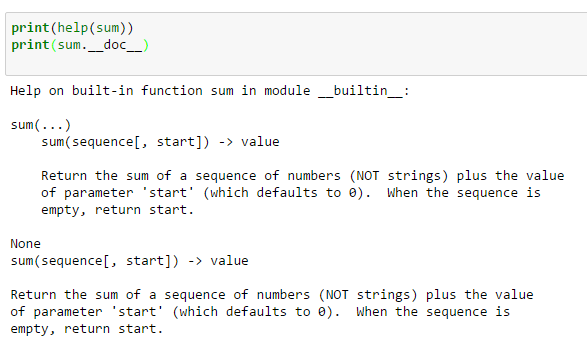 print(help(sum))
print(sum.__doc__)
Help on built-in function sum in module __builtin__:
sum(...)
sum(sequence[, start]) -> value
Return the sum of a sequence of numbers (NOT strings) plus the value
of parameter 'start' (which defaults to 0).  When the sequence is
empty, return start.
None
sum(sequence[, start]) -> value
Return the sum of a sequence of numbers (NOT strings) plus the value
of parameter 'start' (which defaults to 0).  When the sequence is
empty, return start.